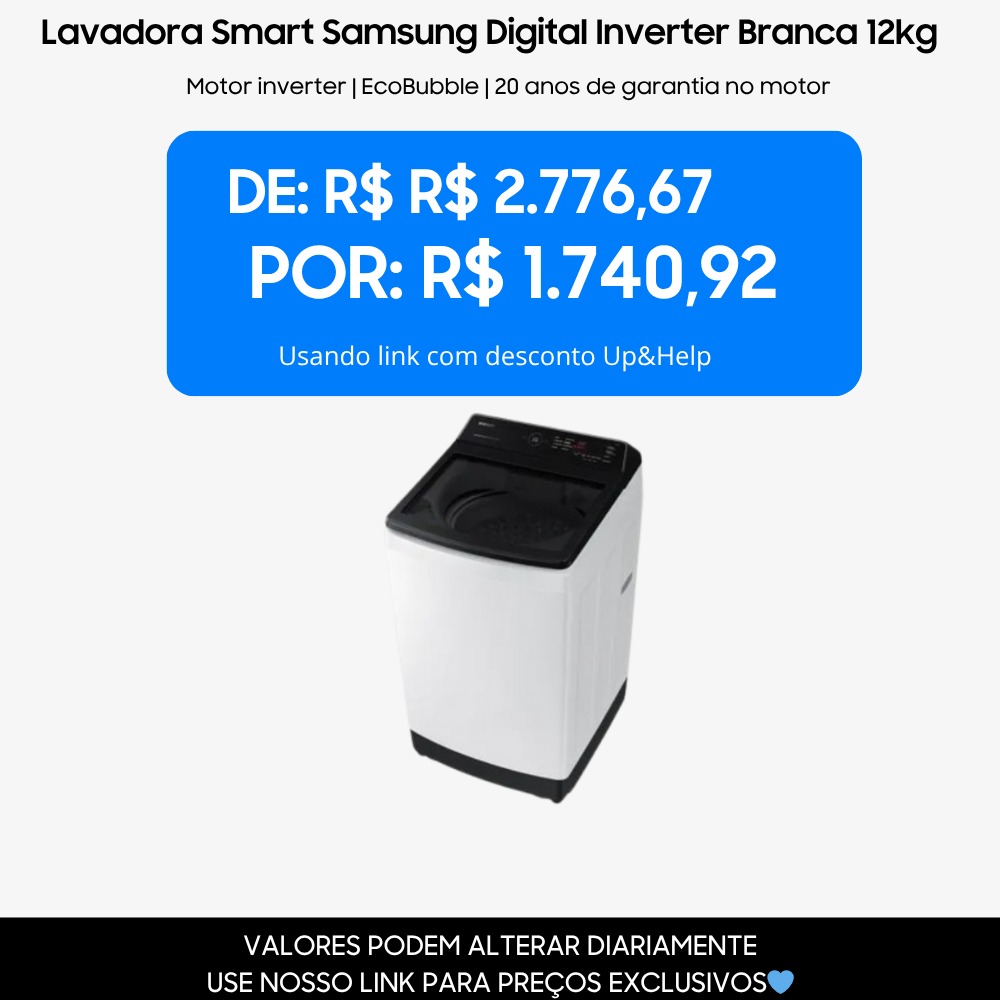 Lavadora Smart Samsung Digital Inverter Branca 12kg
Motor inverter | EcoBubble | 20 anos de garantia no motor
DE: R$ R$ 2.776,67
POR: R$ 1.740,92
Usando link com desconto Up&Help
VALORES PODEM ALTERAR DIARIAMENTE
USE NOSSO LINK PARA PREÇOS EXCLUSIVOS💙